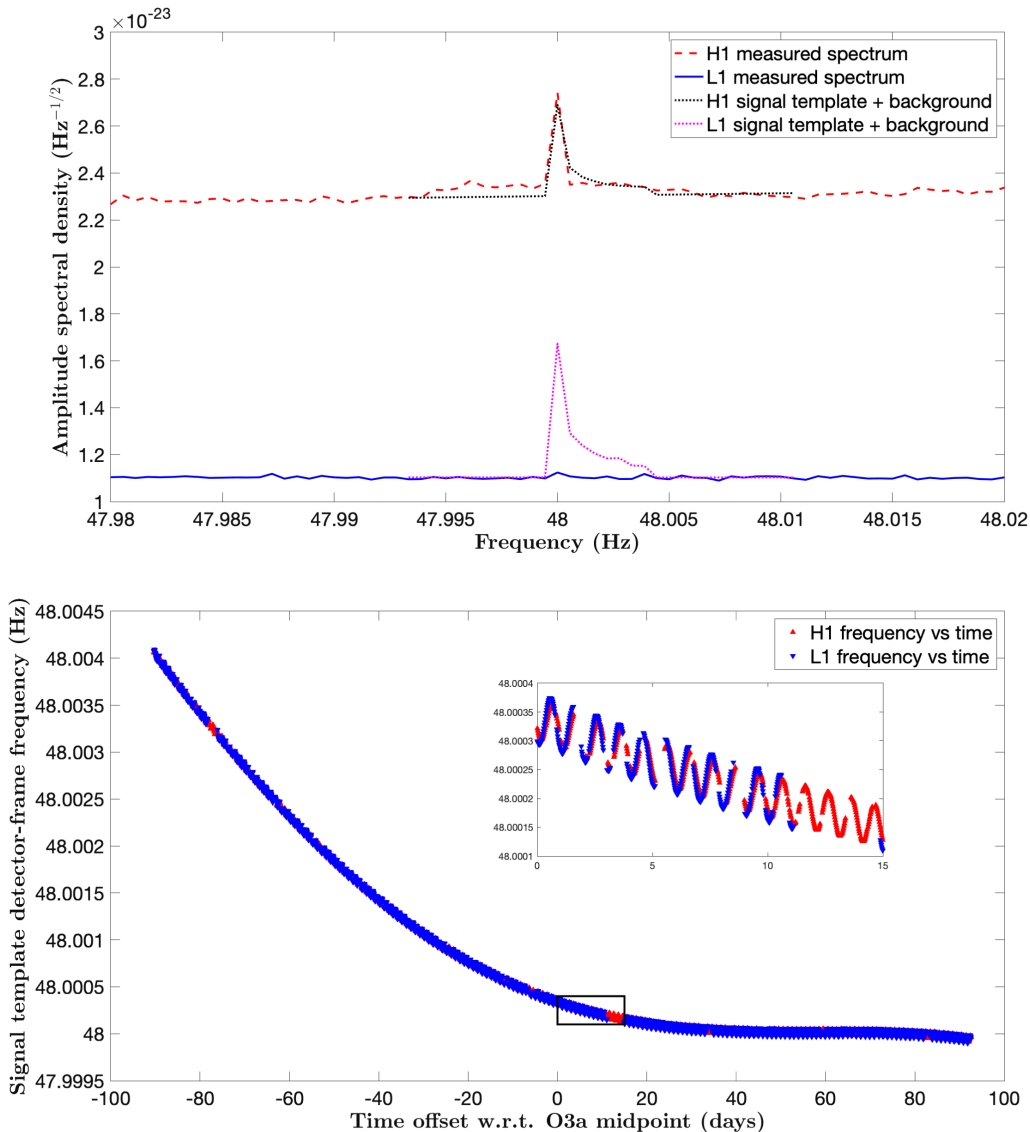 ×10-23
3
2.8
2.6
2.4
2.2
2
1.8
1.6
1.4
1.2
1
Amplitude spectral density (Hz−1/2)
H1 measured spectrum
L1 measured spectrum
H1 signal template + background
L1 signal template + background
47.98 47.985 47.99 47.995 48 48.005 48.01 48.015 48.02
Frequency (Hz)
48.0045
48.004
48.0035
48.003
48.0025
48.002
48.0015
48.001
48.0005
48
47.9995
Signal template detector-frame frequency (Hz)
H1 frequency vs time
L1 frequency vs time
48.0004
48.00035
48.0003
48.00025
48.0002
48.00015
48.0001
0 5 10 15
-100 -80 -60 -40 -20 0 20 40 60 80 100
Time offset w.r.t. O3a midpoint (days)